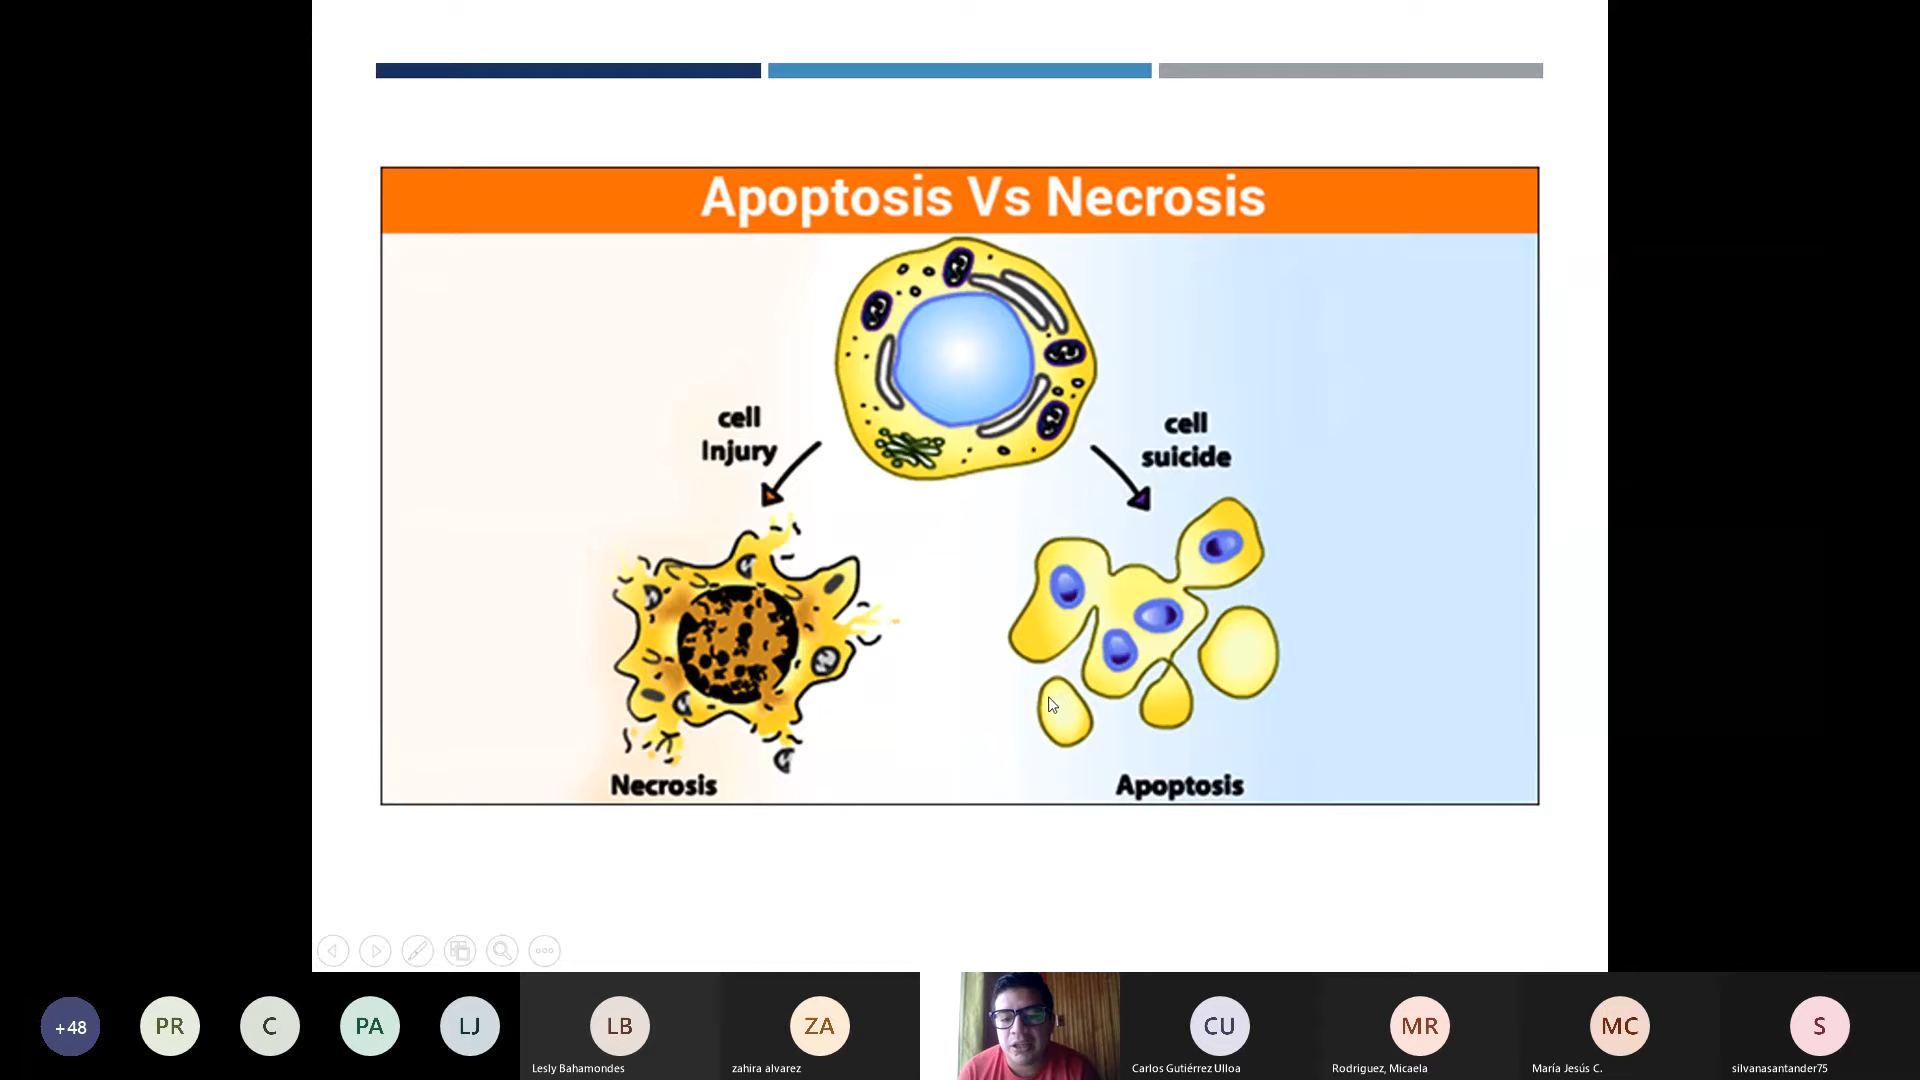 Apoptosis Vs Necrosis
cell
Injury
cell
suicide
Necrosis
Apoptosis
+48
PR
C
PA
LJ
LB
ZA
CU
MR
MC
S
Lesly Bahamondes
zahira alvarez
Carlos Gutiérrez Ulloa
Rodriguez, Micaela
María Jesús C.
silvanasantander75